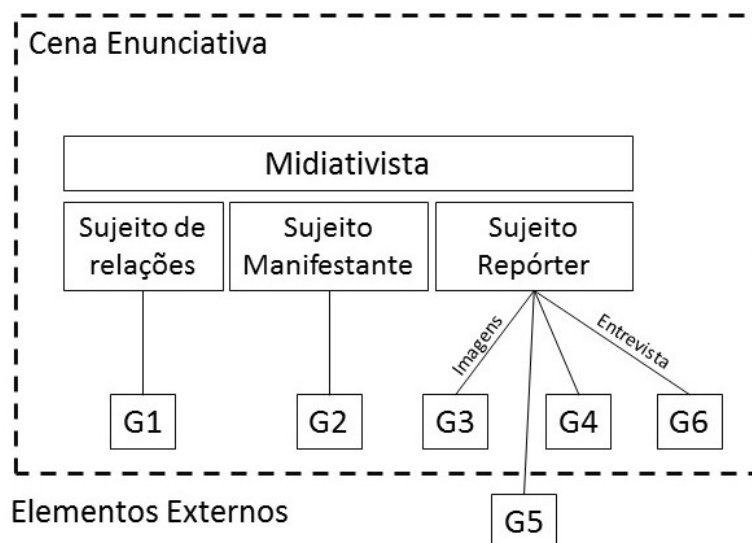 Cena Enunciativa
Midiativista
Sujeito de
relações
Sujeito
Manifestante
Sujeito
Repórter
Imagens
Entrevista
G1
G2
G3
G4
G6
Elementos Externos
G5